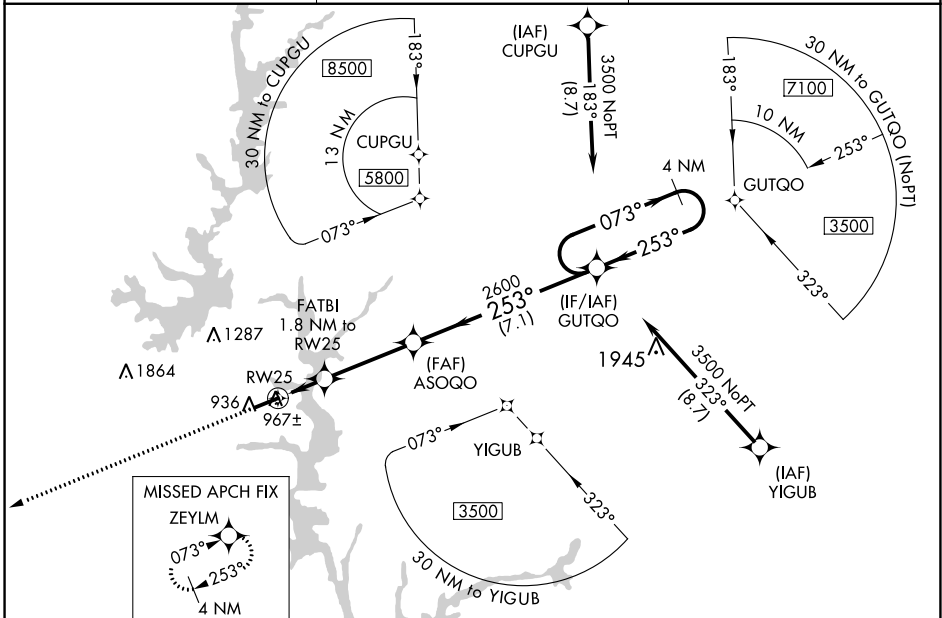 30 NM to CUPGU
8500
183°
13 NM
CUPGU
5800
073°
(IAF)
CUPGU
3500 NoPT
183°
(8.7)
30 NM to GUTQO (NoPT)
183°
7100
10 NM
253°
GUTQO
3500
323°
4 NM
073°
253°
(IF/IAF)
GUTQO
2600
253°
(7.1)
FATBI
1.8 NM to
RW25
1287
1864
(FAF)
ASOQO
RW25
936
967±
1945
3500 NoPT
323°
(8.7)
(IAF)
YIGUB
073°
YIGUB
323°
3500
30 NM to YIGUB
MISSED APCH FIX
ZEYLM
073°
253°
4 NM